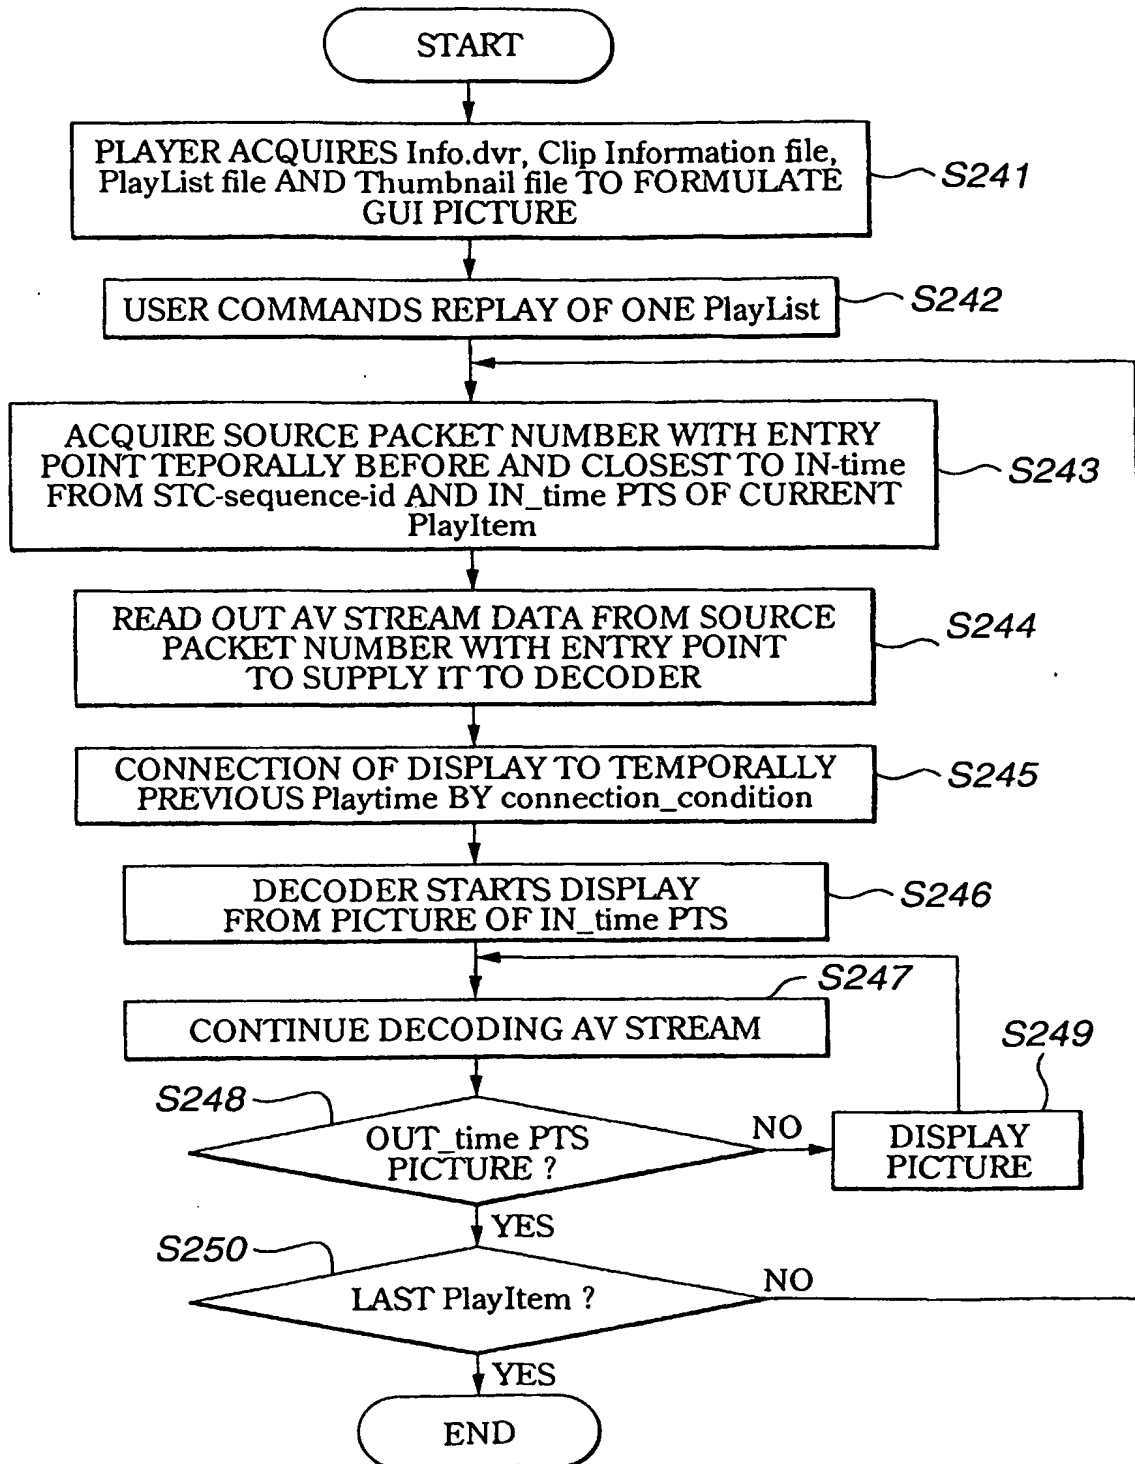 START
PLAYER ACQUIRES Info.dvr, Clip Information file,
PlayList file AND Thumbnail file TO FORMULATE
GUI PICTURE
S241
USER COMMANDS REPLAY OF ONE PlayList
S242
ACQUIRE SOURCE PACKET NUMBER WITH ENTRY
POINT TEPORALLY BEFORE AND CLOSEST TO IN-time
FROM STC-sequence-id AND IN_time PTS OF CURRENT
PlayItem
S243
READ OUT AV STREAM DATA FROM SOURCE
PACKET NUMBER WITH ENTRY POINT
TO SUPPLY IT TO DECODER
S244
CONNECTION OF DISPLAY TO TEMPORALLY
PREVIOUS Playtime BY connection_condition
S245
DECODER STARTS DISPLAY
FROM PICTURE OF IN_time PTS
S246
S247
CONTINUE DECODING AV STREAM
S248
OUT_time PTS
PICTURE ?
NO
S249
DISPLAY
PICTURE
YES
S250
LAST PlayItem ?
NO
YES
END